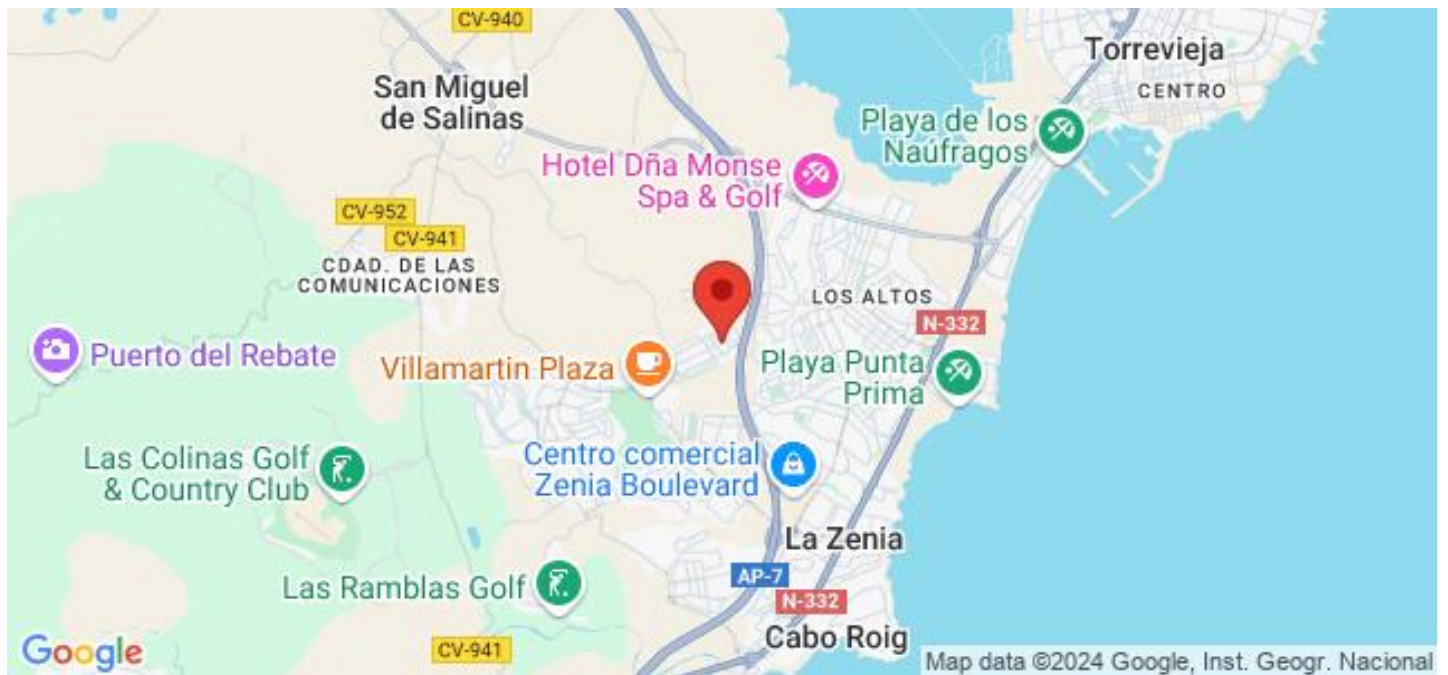 CV-940
Torrevieja
CENTRO
San Miguel
de Salinas
Playa de los
Naúfragos
Hotel Dña Monse
Spa & Golf
CV-952
CV-941
CDAD. DE LAS
COMUNICACIONES
LOS ALTOS
N-332
Puerto del Rebate
Villamartin Plaza
Playa Punta
Prima
Las Colinas Golf
& Country Club
Centro comercial
Zenia Boulevard
La Zenia
AP-7
Las Ramblas Golf
N-332
Cabo Roig
CV-941
Google
Map data ©2024 Google, Inst. Geogr. Nacional